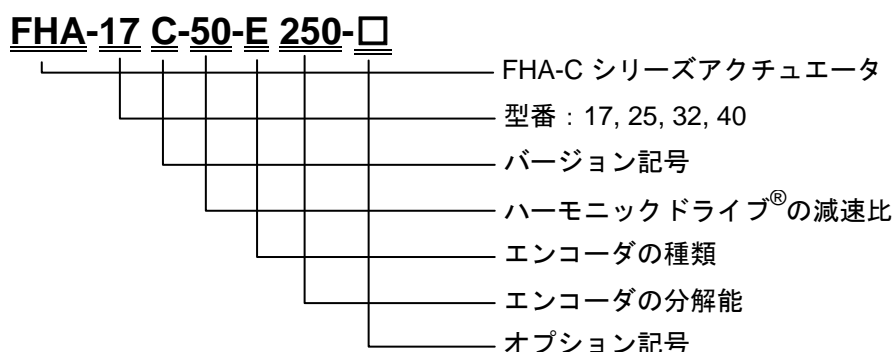 FHA-17 C-50-E 250-□
FHA-C シリーズアクチュエータ
型番：17, 25, 32, 40
バージョン記号
ハーモニックドライブ®の減速比
エンコーダの種類
エンコーダの分解能
オプション記号